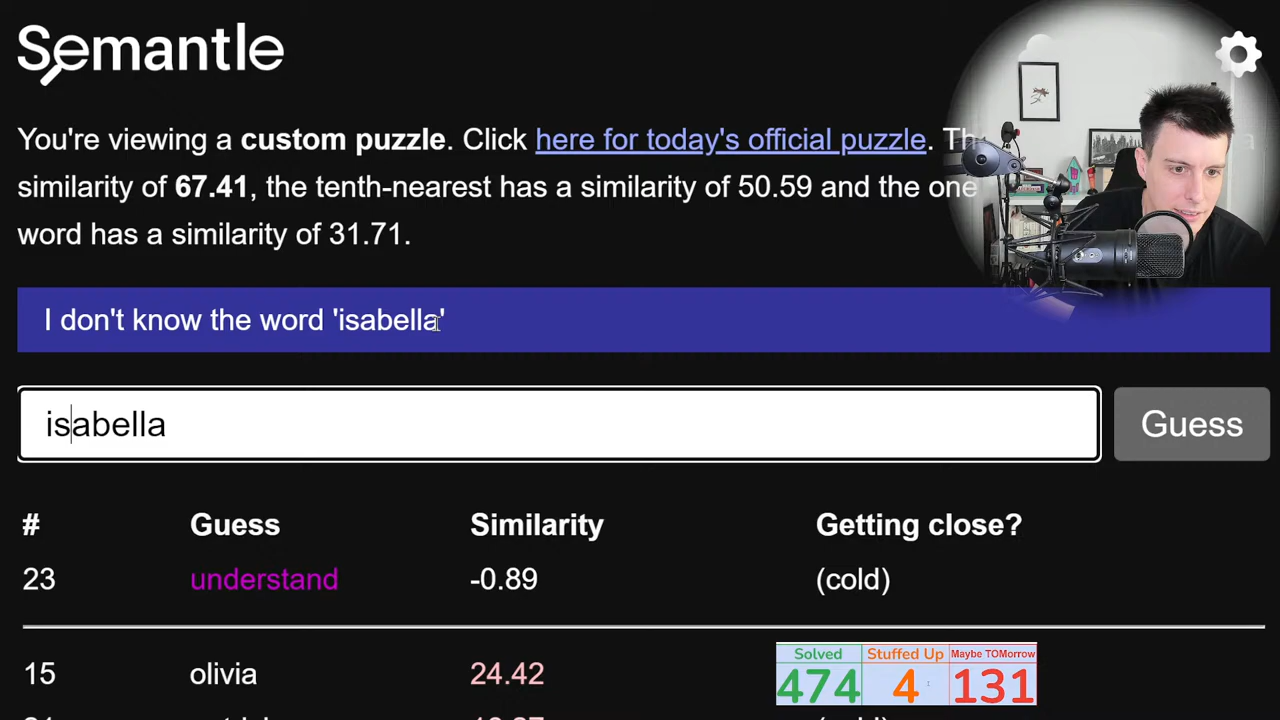 Semantle
You're viewing a custom puzzle. Click here for today's official puzzle. Th
similarity of 67.41, the tenth-nearest has a similarity of 50.59 and the one
word has a similarity of 31.71.
I don't know the word 'isabella'
isabella
Guess
# Guess Similarity Getting close?
23 understand -0.89 (cold)
15 olivia 24.42
Solved Stuffed Up Maybe TOMorrow
474 4 131